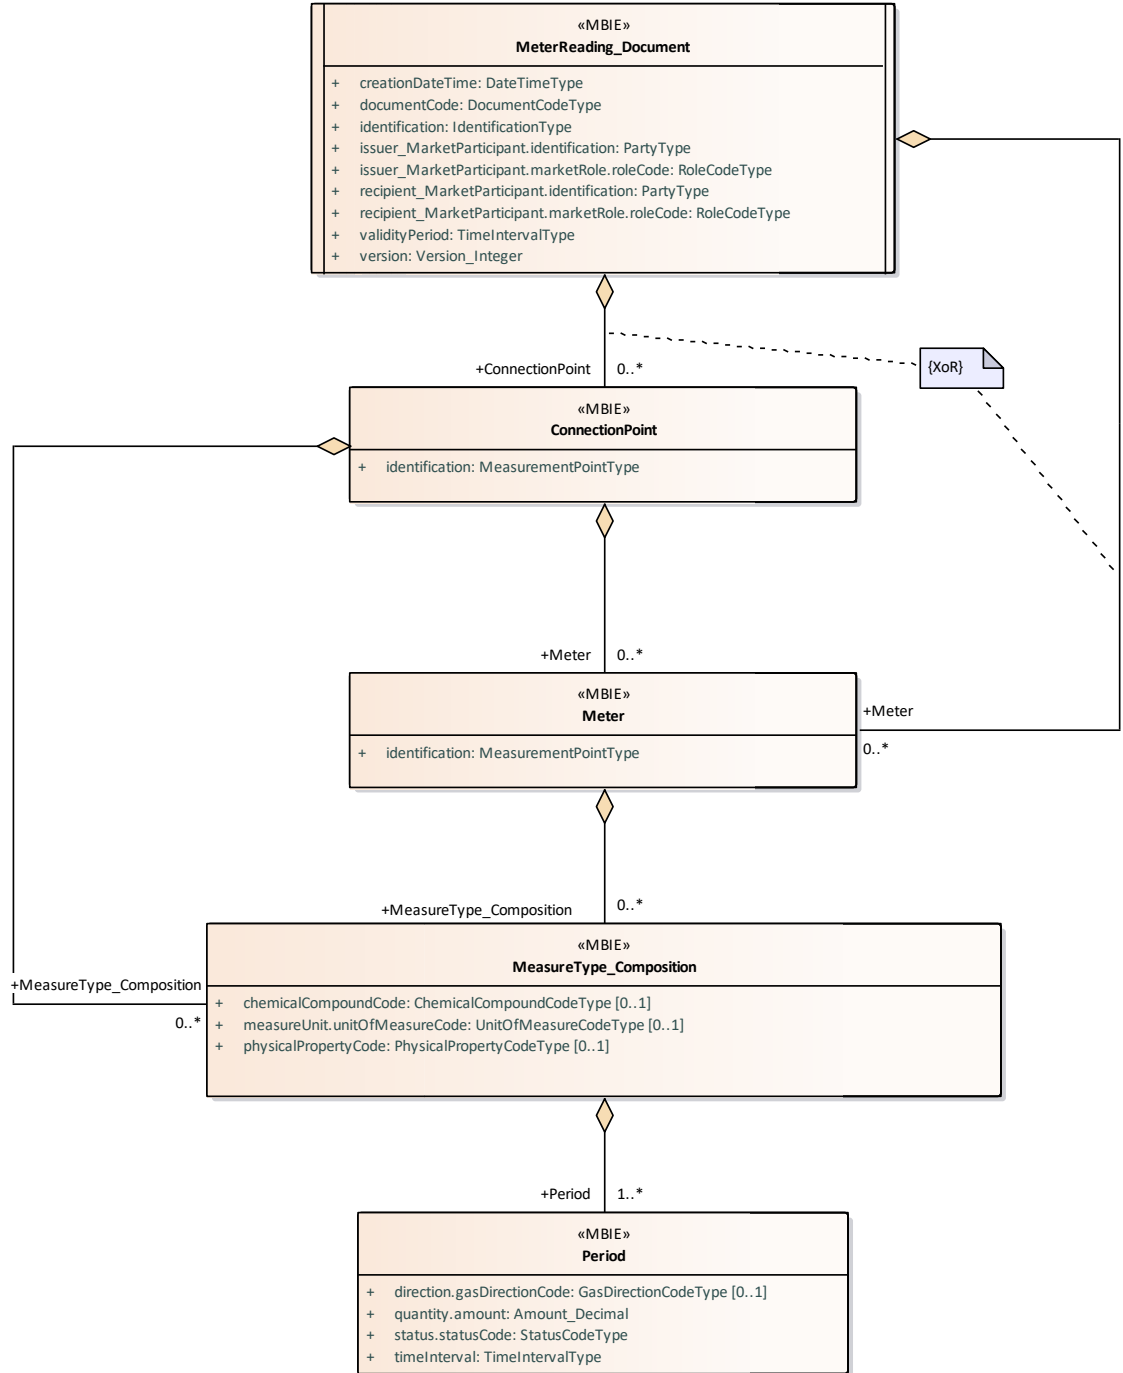 «MBIE»
MeterReading_Document
+ creationDateTime: DateTimeType
+ documentCode: DocumentCodeType
+ identification: IdentificationType
+ issuer_MarketParticipant.identification: PartyType
+ issuer_MarketParticipant.marketRole.roleCode: RoleCodeType
+ recipient_MarketParticipant.identification: PartyType
+ recipient_MarketParticipant.marketRole.roleCode: RoleCodeType
+ validityPeriod: TimeIntervalType
+ version: Version_Integer
+ConnectionPoint 0..*
{XoR}
«MBIE»
ConnectionPoint
+ identification: MeasurementPointType
+Meter 0..*
«MBIE»
Meter
+ identification: MeasurementPointType
+Meter
0..*
+MeasureType_Composition 0..*
«MBIE»
MeasureType_Composition
+MeasureType_Composition
0..*
+ chemicalCompoundCode: ChemicalCompoundCodeType [0..1]
+ measureUnit.unitOfMeasureCode: UnitOfMeasureCodeType [0..1]
+ physicalPropertyCode: PhysicalPropertyCodeType [0..1]
+Period 1..*
«MBIE»
Period
+ direction.gasDirectionCode: GasDirectionCodeType [0..1]
+ quantity.amount: Amount_Decimal
+ status.statusCode: StatusCodeType
+ timeInterval: TimeIntervalType